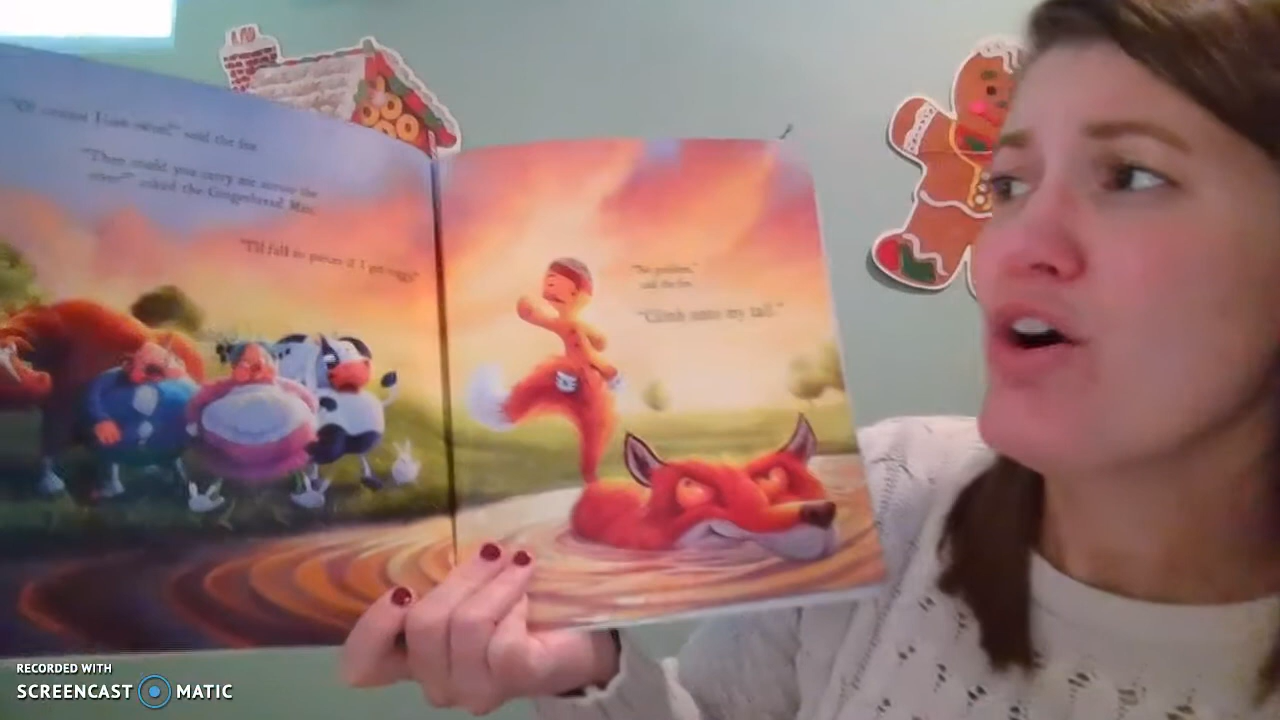 "Of course I can swim!" said the fox.
"Then could you carry me across the
river?" asked the Gingerbread Man.
"I'll fall to pieces if I get soggy!"
"No problem,"
said the fox.
"Climb onto my tail."
RECORDED WITH
SCREENCAST MATIC